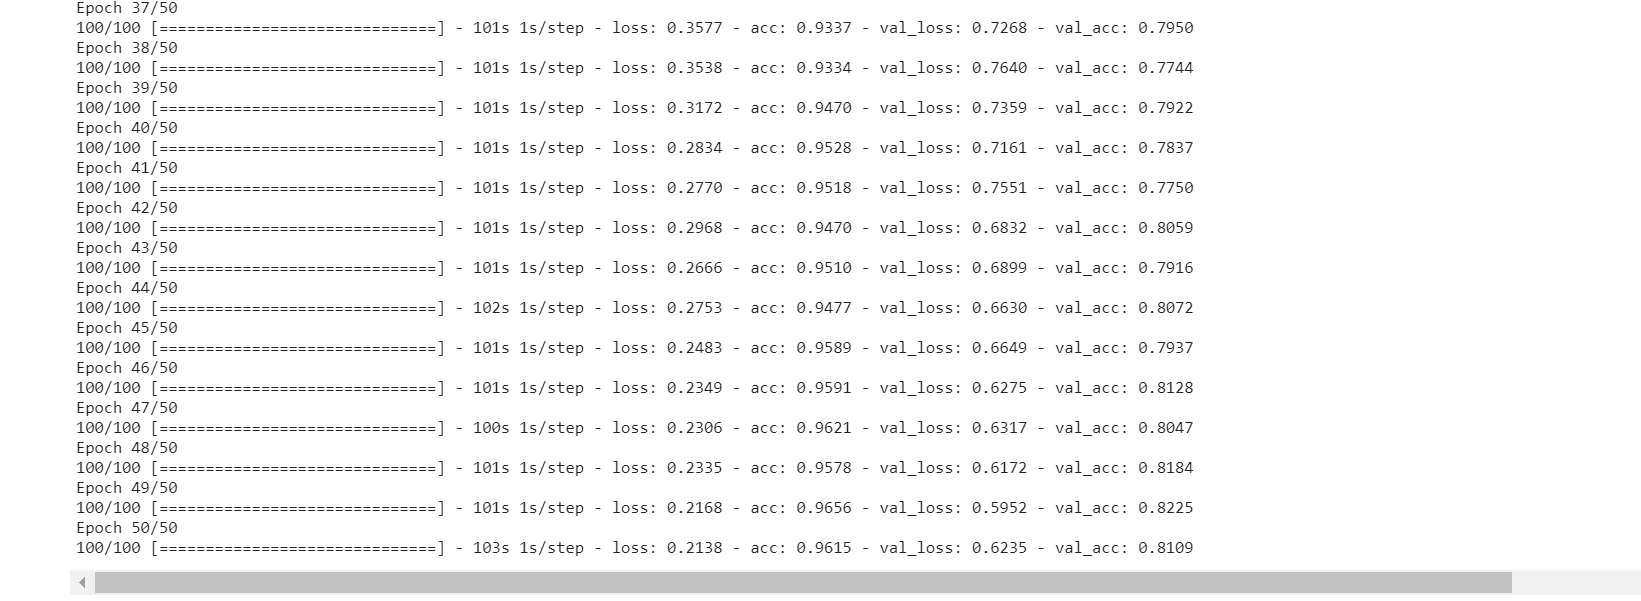 Epoch 37/50
100/100 [==============================] - 101s 1s/step - loss: 0.3577 - acc: 0.9337 - val_loss: 0.7268 - val_acc: 0.7950
Epoch 38/50
100/100 [==============================] - 101s 1s/step - loss: 0.3538 - acc: 0.9334 - val_loss: 0.7640 - val_acc: 0.7744
Epoch 39/50
100/100 [==============================] - 101s 1s/step - loss: 0.3172 - acc: 0.9470 - val_loss: 0.7359 - val_acc: 0.7922
Epoch 40/50
100/100 [==============================] - 101s 1s/step - loss: 0.2834 - acc: 0.9528 - val_loss: 0.7161 - val_acc: 0.7837
Epoch 41/50
100/100 [==============================] - 101s 1s/step - loss: 0.2770 - acc: 0.9518 - val_loss: 0.7551 - val_acc: 0.7750
Epoch 42/50
100/100 [==============================] - 101s 1s/step - loss: 0.2968 - acc: 0.9470 - val_loss: 0.6832 - val_acc: 0.8059
Epoch 43/50
100/100 [==============================] - 101s 1s/step - loss: 0.2666 - acc: 0.9510 - val_loss: 0.6899 - val_acc: 0.7916
Epoch 44/50
100/100 [==============================] - 102s 1s/step - loss: 0.2753 - acc: 0.9477 - val_loss: 0.6630 - val_acc: 0.8072
Epoch 45/50
100/100 [==============================] - 101s 1s/step - loss: 0.2483 - acc: 0.9589 - val_loss: 0.6649 - val_acc: 0.7937
Epoch 46/50
100/100 [==============================] - 101s 1s/step - loss: 0.2349 - acc: 0.9591 - val_loss: 0.6275 - val_acc: 0.8128
Epoch 47/50
100/100 [==============================] - 100s 1s/step - loss: 0.2306 - acc: 0.9621 - val_loss: 0.6317 - val_acc: 0.8047
Epoch 48/50
100/100 [==============================] - 101s 1s/step - loss: 0.2335 - acc: 0.9578 - val_loss: 0.6172 - val_acc: 0.8184
Epoch 49/50
100/100 [==============================] - 101s 1s/step - loss: 0.2168 - acc: 0.9656 - val_loss: 0.5952 - val_acc: 0.8225
Epoch 50/50
100/100 [==============================] - 103s 1s/step - loss: 0.2138 - acc: 0.9615 - val_loss: 0.6235 - val_acc: 0.8109